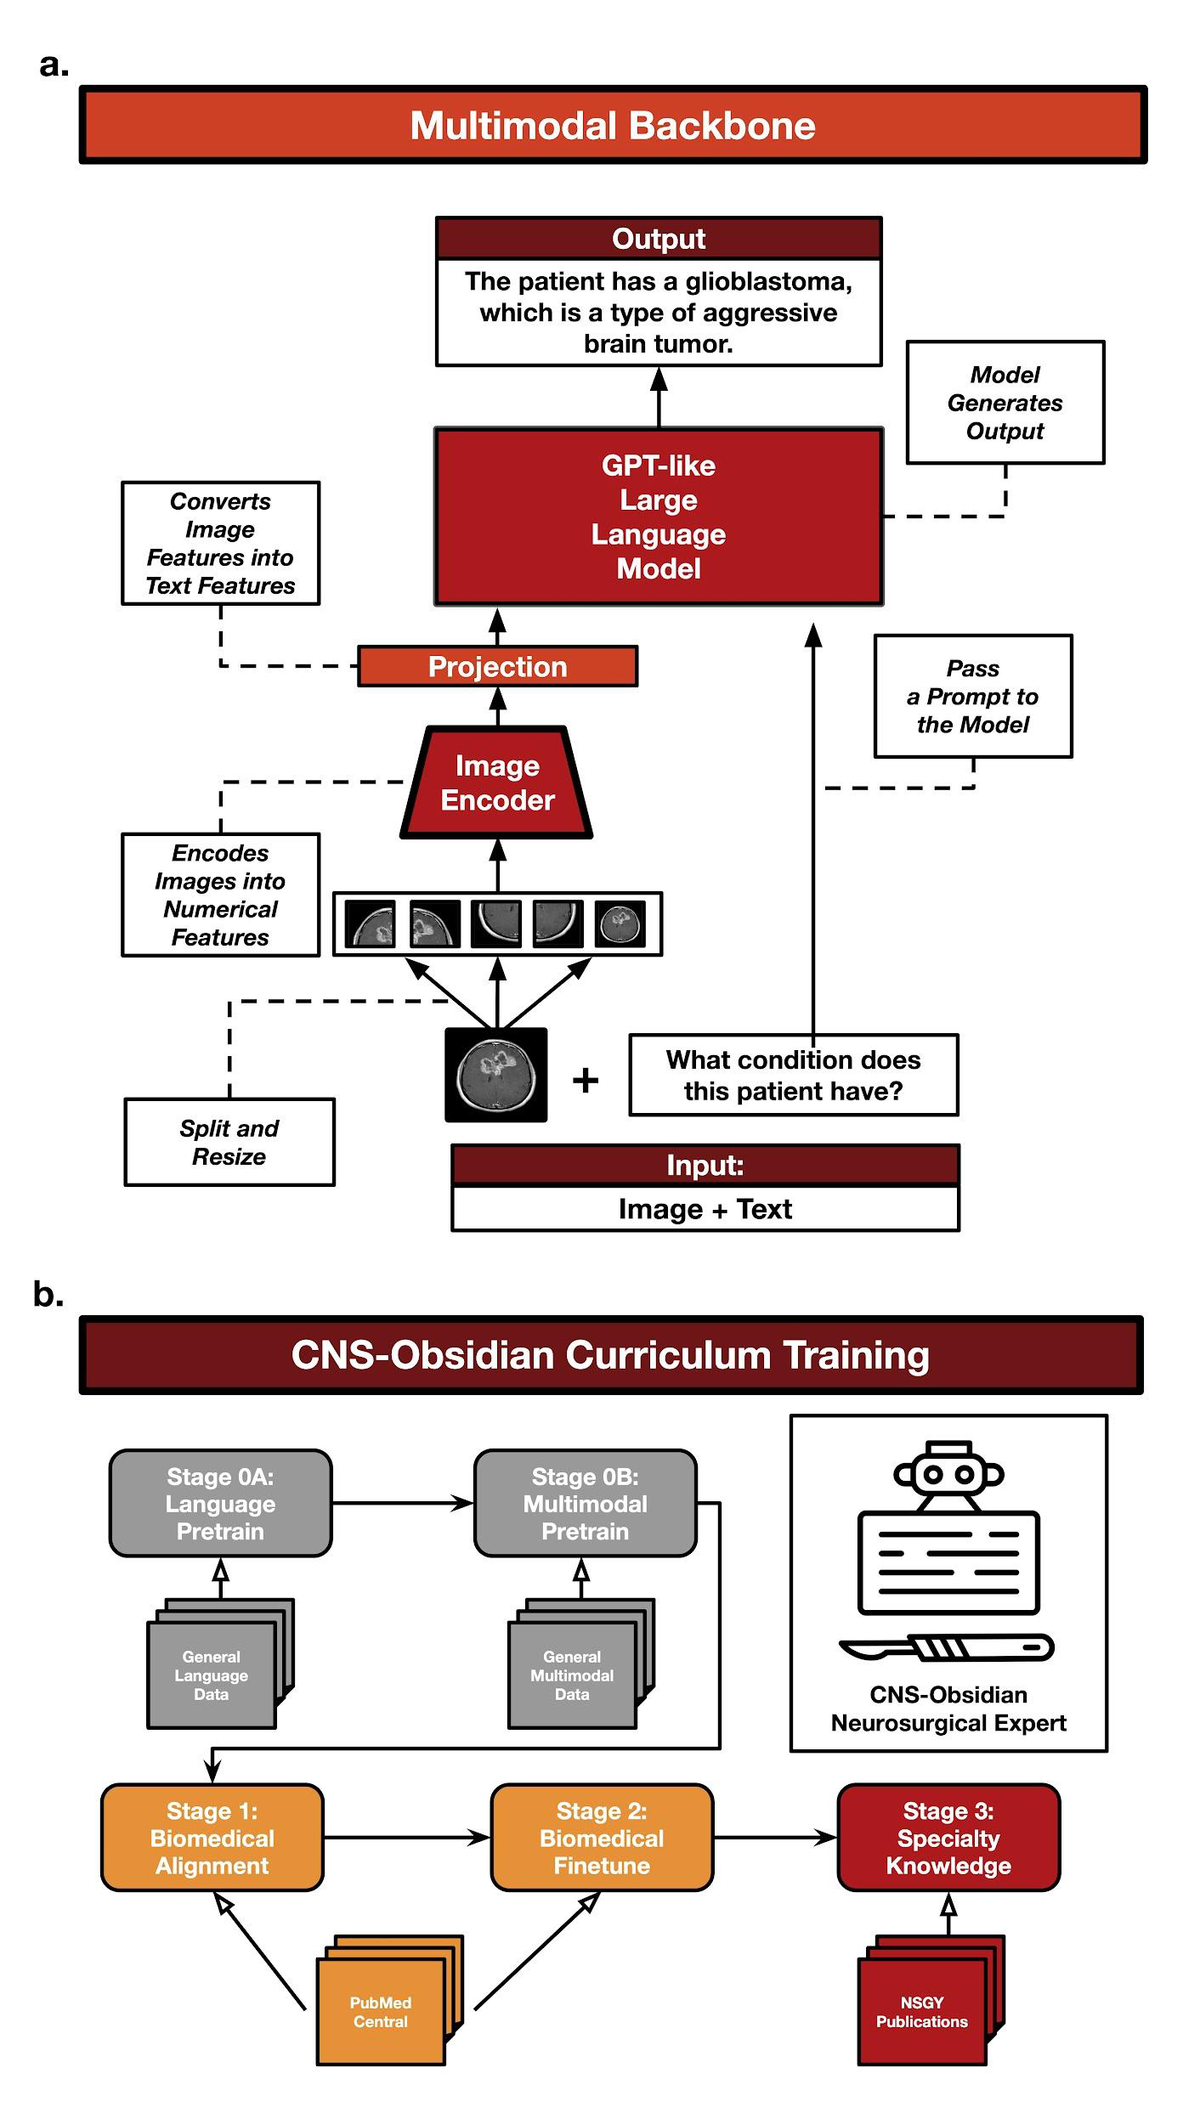 a.
Multimodal Backbone
Output
The patient has a glioblastoma,
which is a type of aggressive
brain tumor.
Model
Generates
Output
GPT-like
Large
Language
Model
Converts
Image
Features into
Text Features
Projection
Pass
a Prompt to
the Model
Image
Encoder
Encodes
Images into
Numerical
Features
What condition does
this patient have?
+
Split and
Resize
Input:
Image + Text
b.
CNS-Obsidian Curriculum Training
Stage 0A:
Language
Pretrain
Stage 0B:
Multimodal
Pretrain
General
Language
Data
General
Multimodal
Data
CNS-Obsidian
Neurosurgical Expert
Stage 1:
Biomedical
Alignment
Stage 2:
Biomedical
Finetune
Stage 3:
Specialty
Knowledge
PubMed
Central
NSGY
Publications